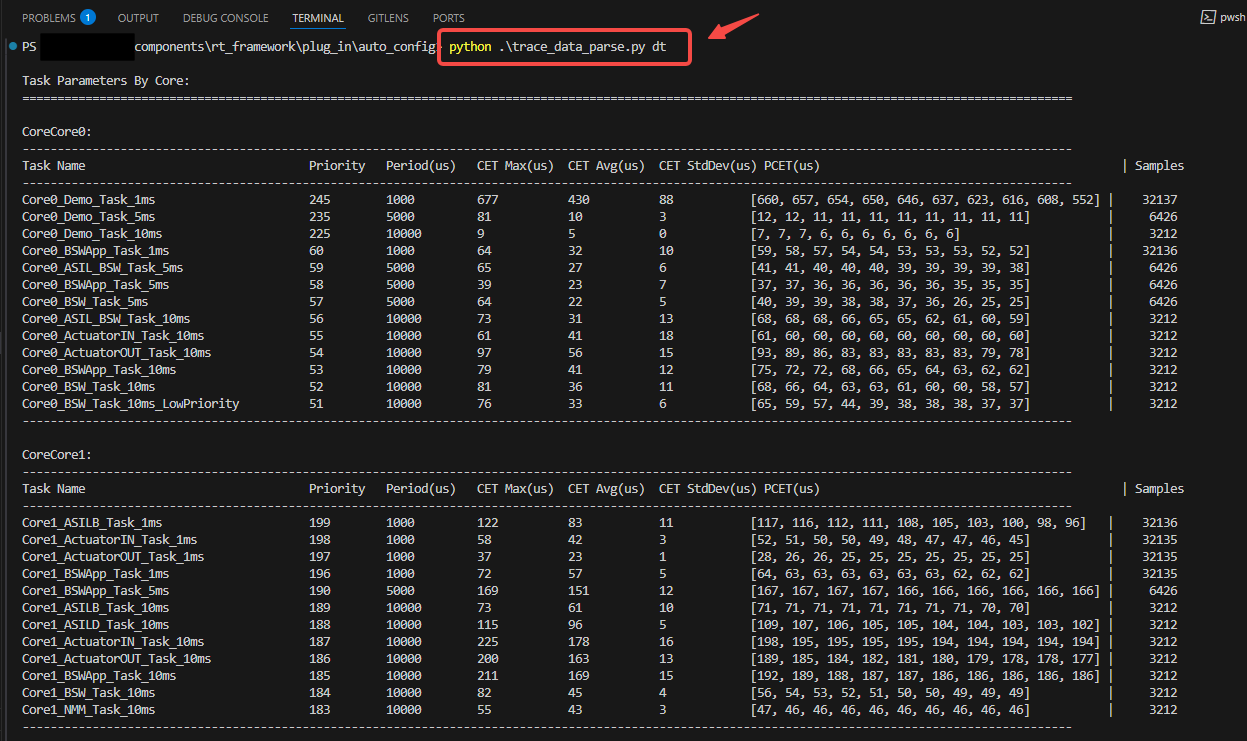 PROBLEMS 1 OUTPUT DEBUG CONSOLE TERMINAL GITLENS PORTS pwsh
PS components\rt_framework\plug_in\auto_config> python .\trace_data_parse.py dt
Task Parameters By Core:
======================================================================================================================================================
CoreCore0:
------------------------------------------------------------------------------------------------------------------------------------------------------
Task Name Priority Period(us) CET Max(us) CET Avg(us) CET StdDev(us) PCET(us) | Samples
------------------------------------------------------------------------------------------------------------------------------------------------------
Core0_Demo_Task_1ms 245 1000 677 430 88 [660, 657, 654, 650, 646, 637, 623, 616, 608, 552] | 32137
Core0_Demo_Task_5ms 235 5000 81 10 3 [12, 12, 11, 11, 11, 11, 11, 11, 11, 11] | 6426
Core0_Demo_Task_10ms 225 10000 9 5 0 [7, 7, 7, 6, 6, 6, 6, 6, 6, 6] | 3212
Core0_BSWApp_Task_1ms 60 1000 64 32 10 [59, 58, 57, 54, 54, 53, 53, 53, 52, 52] | 32136
Core0_ASIL_BSW_Task_5ms 59 5000 65 27 6 [41, 41, 40, 40, 40, 39, 39, 39, 39, 38] | 6426
Core0_BSWApp_Task_5ms 58 5000 39 23 7 [37, 37, 36, 36, 36, 36, 36, 35, 35, 35] | 6426
Core0_BSW_Task_5ms 57 5000 64 22 5 [40, 39, 39, 38, 38, 37, 36, 26, 25, 25] | 6426
Core0_ASIL_BSW_Task_10ms 56 10000 73 31 13 [68, 68, 68, 66, 65, 65, 62, 61, 60, 59] | 3212
Core0_ActuatorIN_Task_10ms 55 10000 61 41 18 [61, 60, 60, 60, 60, 60, 60, 60, 60, 60] | 3212
Core0_ActuatorOUT_Task_10ms 54 10000 97 56 15 [93, 89, 86, 83, 83, 83, 83, 83, 79, 78] | 3212
Core0_BSWApp_Task_10ms 53 10000 79 41 12 [75, 72, 72, 68, 66, 65, 64, 63, 62, 62] | 3212
Core0_BSW_Task_10ms 52 10000 81 36 11 [68, 66, 64, 63, 63, 61, 60, 60, 58, 57] | 3212
Core0_BSW_Task_10ms_LowPriority 51 10000 76 33 6 [65, 59, 57, 44, 39, 38, 38, 38, 37, 37] | 3212
------------------------------------------------------------------------------------------------------------------------------------------------------
CoreCore1:
------------------------------------------------------------------------------------------------------------------------------------------------------
Task Name Priority Period(us) CET Max(us) CET Avg(us) CET StdDev(us) PCET(us) | Samples
------------------------------------------------------------------------------------------------------------------------------------------------------
Core1_ASILB_Task_1ms 199 1000 122 83 11 [117, 116, 112, 111, 108, 105, 103, 100, 98, 96] | 32136
Core1_ActuatorIN_Task_1ms 198 1000 58 42 3 [52, 51, 50, 50, 49, 48, 47, 47, 46, 45] | 32135
Core1_ActuatorOUT_Task_1ms 197 1000 37 23 1 [28, 26, 26, 25, 25, 25, 25, 25, 25, 25] | 32135
Core1_BSWApp_Task_1ms 196 1000 72 57 5 [64, 63, 63, 63, 63, 63, 63, 62, 62, 62] | 32135
Core1_BSWApp_Task_5ms 190 5000 169 151 12 [167, 167, 167, 167, 166, 166, 166, 166, 166, 166] | 6426
Core1_ASILB_Task_10ms 189 10000 73 61 10 [71, 71, 71, 71, 71, 71, 71, 71, 70, 70] | 3212
Core1_ASILD_Task_10ms 188 10000 115 96 5 [109, 107, 106, 105, 105, 104, 104, 103, 103, 102] | 3212
Core1_ActuatorIN_Task_10ms 187 10000 225 178 16 [198, 195, 195, 195, 195, 194, 194, 194, 194, 194] | 3212
Core1_ActuatorOUT_Task_10ms 186 10000 200 163 13 [189, 185, 184, 182, 181, 180, 179, 178, 178, 177] | 3212
Core1_BSWApp_Task_10ms 185 10000 211 169 15 [192, 189, 188, 187, 187, 186, 186, 186, 186, 186] | 3212
Core1_BSW_Task_10ms 184 10000 82 45 4 [56, 54, 53, 52, 51, 50, 50, 49, 49, 49] | 3212
Core1_NMM_Task_10ms 183 10000 55 43 3 [47, 46, 46, 46, 46, 46, 46, 46, 46, 46] | 3212
------------------------------------------------------------------------------------------------------------------------------------------------------